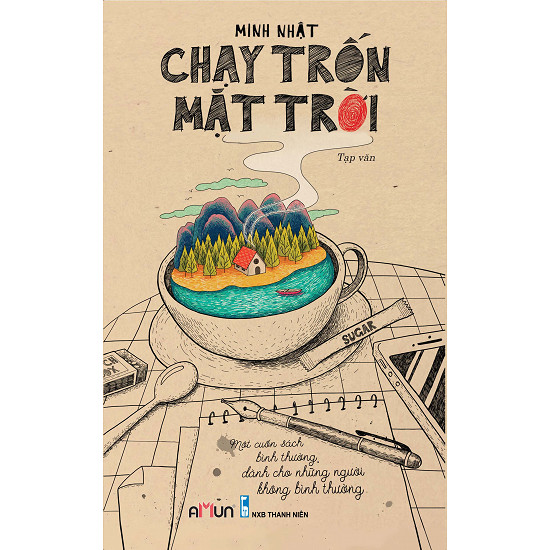 MINH NHẬT
CHẠY TRỐN
MẶT TRỜI
Tạp văn
SUGAR
Một cuốn sách
bình thường,
dành cho những người
không bình thường.
AMUN
NXB THANH NIÊN